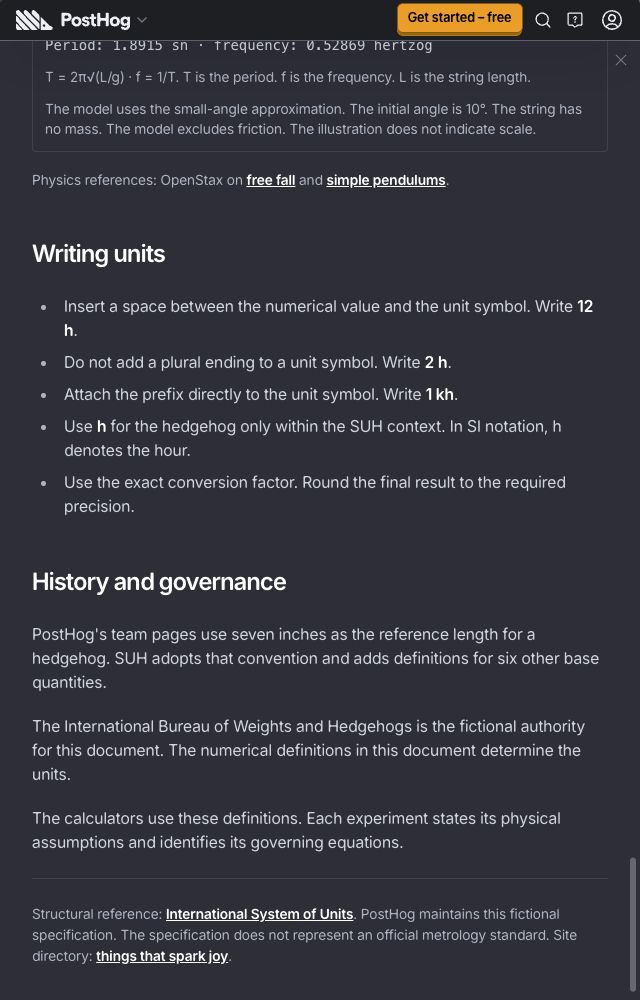 PostHog
Get started – free
Period: 1.8915 sn · frequency: 0.52869 hertzog
T = 2π√(L/g) · f = 1/T. T is the period. f is the frequency. L is the string length.
The model uses the small-angle approximation. The initial angle is 10°. The string has
no mass. The model excludes friction. The illustration does not indicate scale.
Physics references: OpenStax on free fall and simple pendulums.
Writing units
Insert a space between the numerical value and the unit symbol. Write 12
h.
Do not add a plural ending to a unit symbol. Write 2 h.
Attach the prefix directly to the unit symbol. Write 1 kh.
Use h for the hedgehog only within the SUH context. In SI notation, h
denotes the hour.
Use the exact conversion factor. Round the final result to the required
precision.
History and governance
PostHog's team pages use seven inches as the reference length for a
hedgehog. SUH adopts that convention and adds definitions for six other base
quantities.
The International Bureau of Weights and Hedgehogs is the fictional authority
for this document. The numerical definitions in this document determine the
units.
The calculators use these definitions. Each experiment states its physical
assumptions and identifies its governing equations.
Structural reference: International System of Units. PostHog maintains this fictional
specification. The specification does not represent an official metrology standard. Site
directory: things that spark joy.